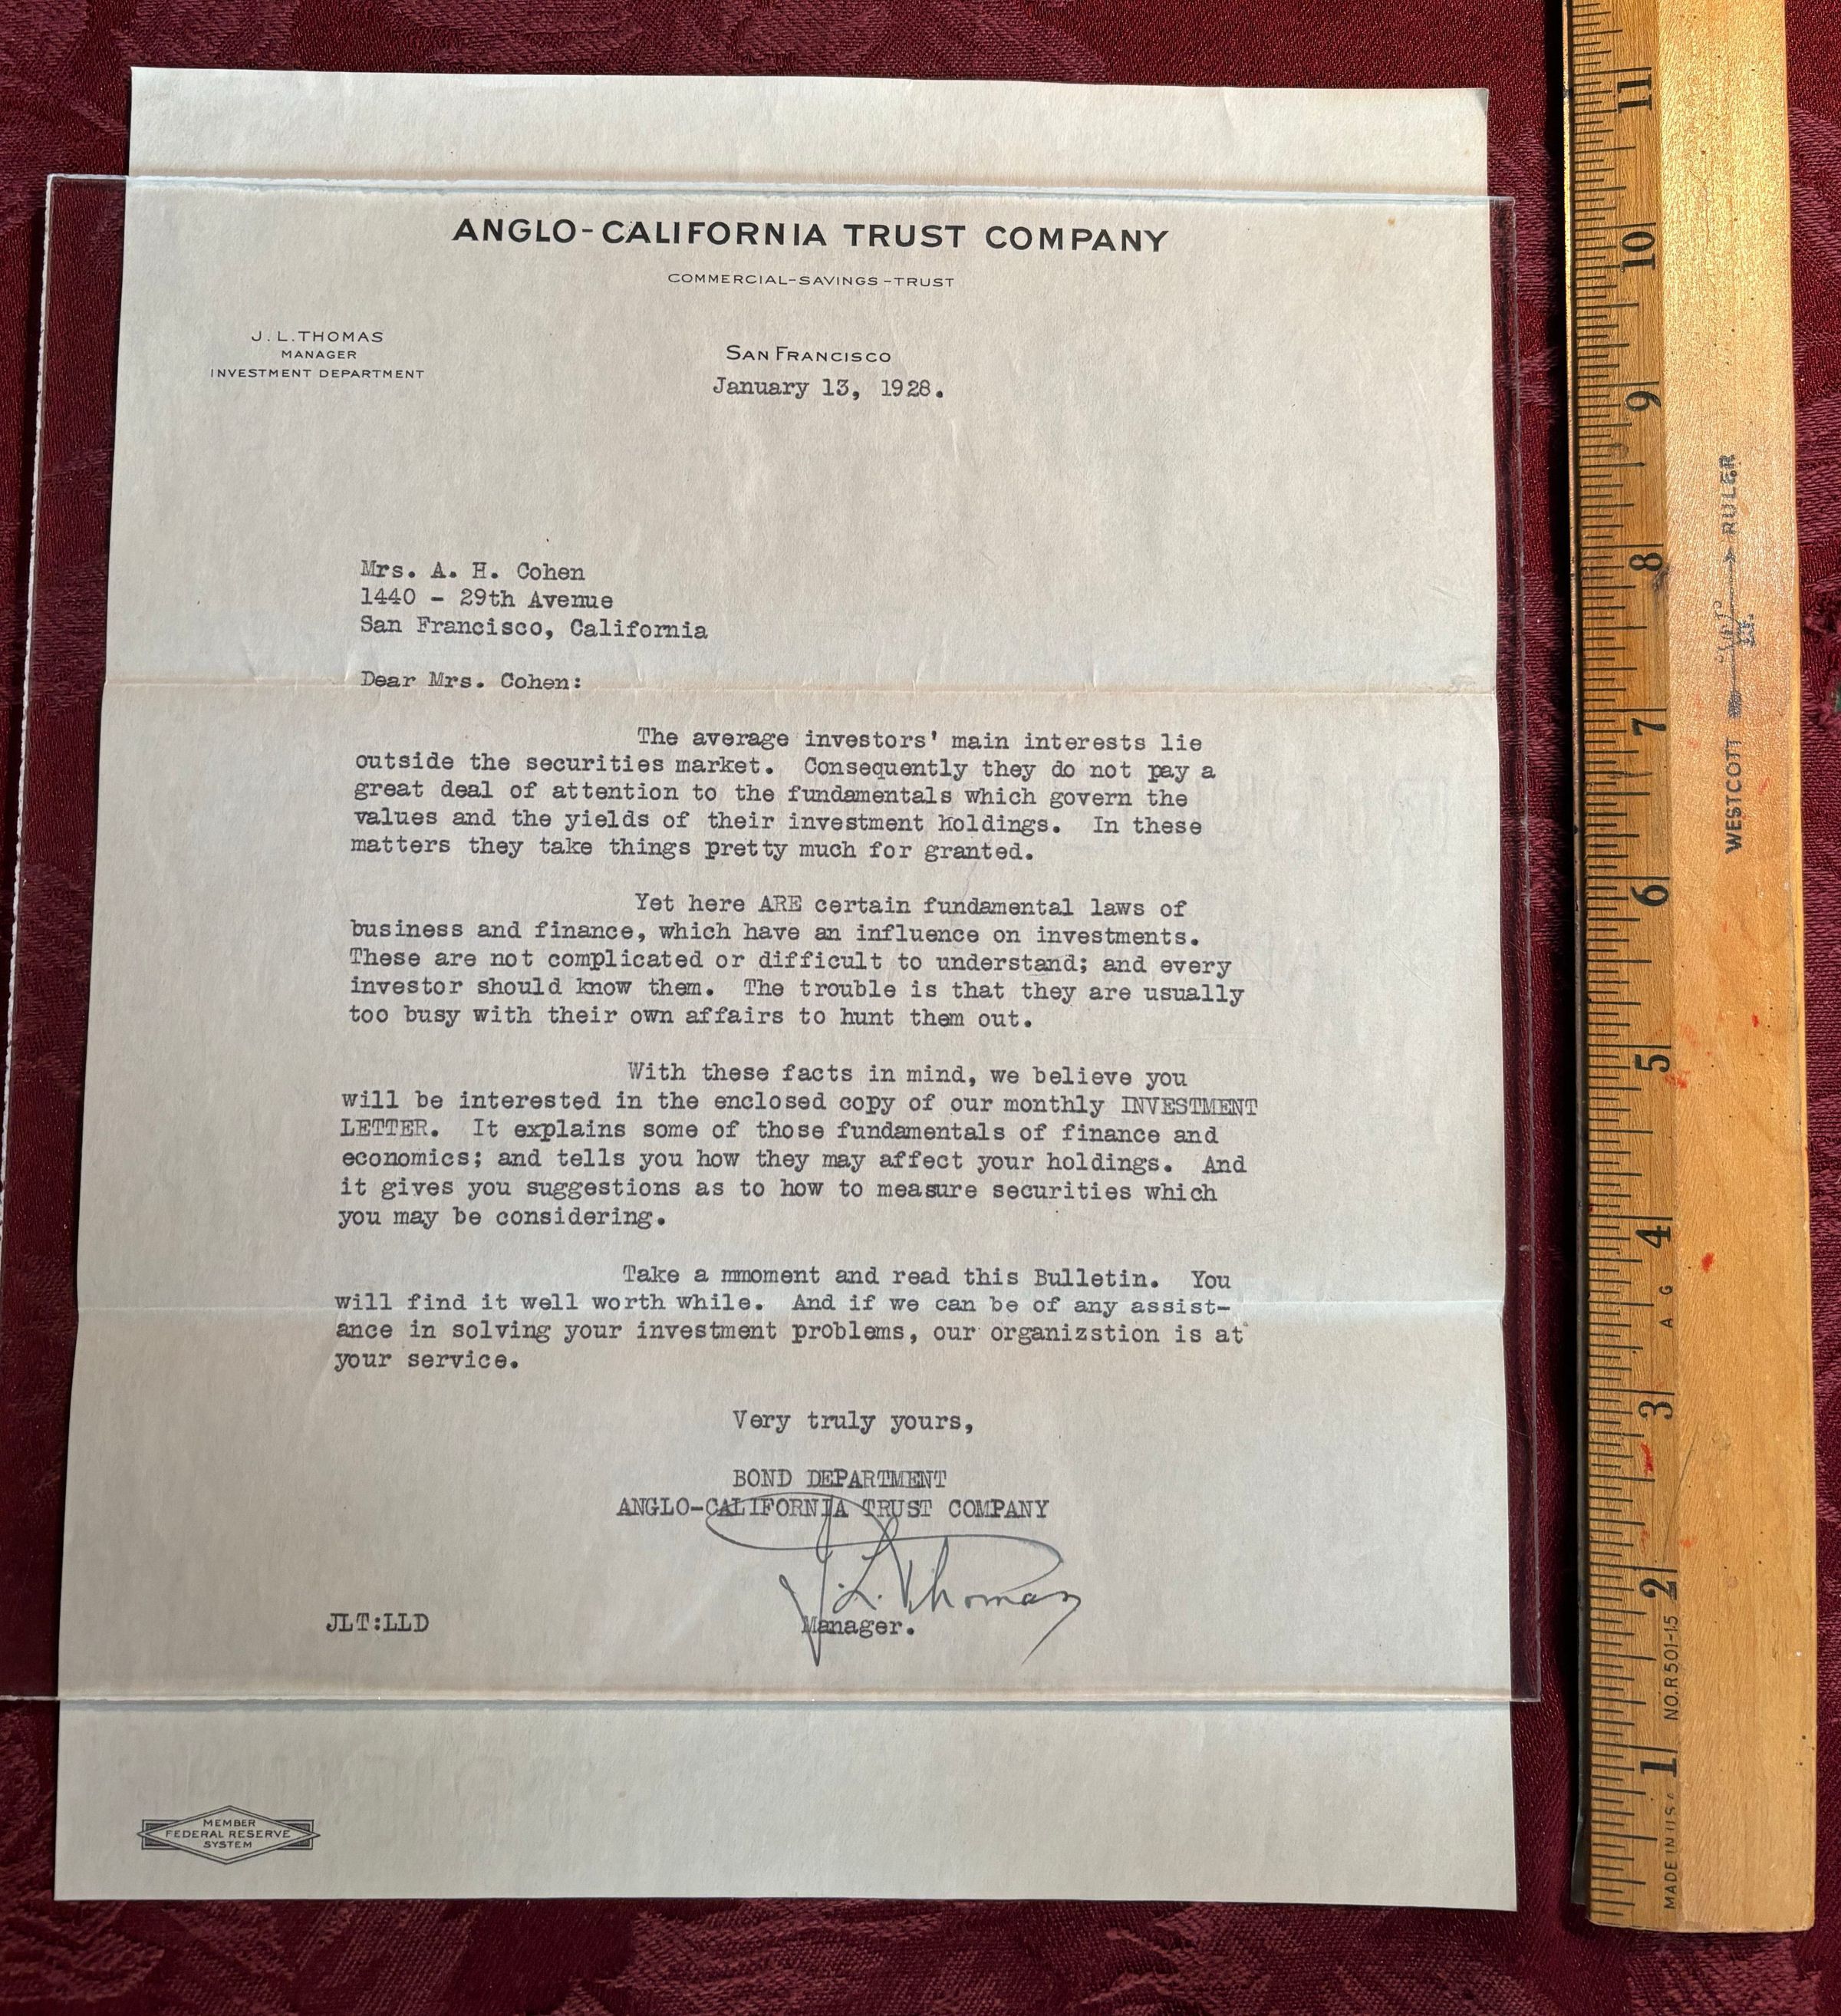 ANGLO-CALIFORNIA TRUST COMPANY
COMMERCIAL-SAVINGS-TRUST
J. L. THOMAS
MANAGER
INVESTMENT DEPARTMENT
SAN FRANCISCO
January 13, 1928.
Mrs. A. H. Cohen
1440 - 29th Avenue
San Francisco, California
Dear Mrs. Cohen:
The average investors' main interests lie
outside the securities market. Consequently they do not pay a
great deal of attention to the fundamentals which govern the
values and the yields of their investment holdings. In these
matters they take things pretty much for granted.
Yet here ARE certain fundamental laws of
business and finance, which have an influence on investments.
These are not complicated or difficult to understand; and every
investor should know them. The trouble is that they are usually
too busy with their own affairs to hunt them out.
With these facts in mind, we believe you
will be interested in the enclosed copy of our monthly INVESTMENT
LETTER. It explains some of those fundamentals of finance and
economics; and tells you how they may affect your holdings. And
it gives you suggestions as to how to measure securities which
you may be considering.
Take a mmoment and read this Bulletin. You
will find it well worth while. And if we can be of any assist-
ance in solving your investment problems, our organizstion is at
your service.
Very truly yours,
BOND DEPARTMENT
ANGLO-CALIFORNIA TRUST COMPANY
J. L. Thomas
JLT:LLD
Manager.
MEMBER
FEDERAL RESERVE
SYSTEM
11
10
9
8
7
6
5
4
3
2
1
WESTCOTT RULER
A G
MADE IN U.S.A. NO. R501-15